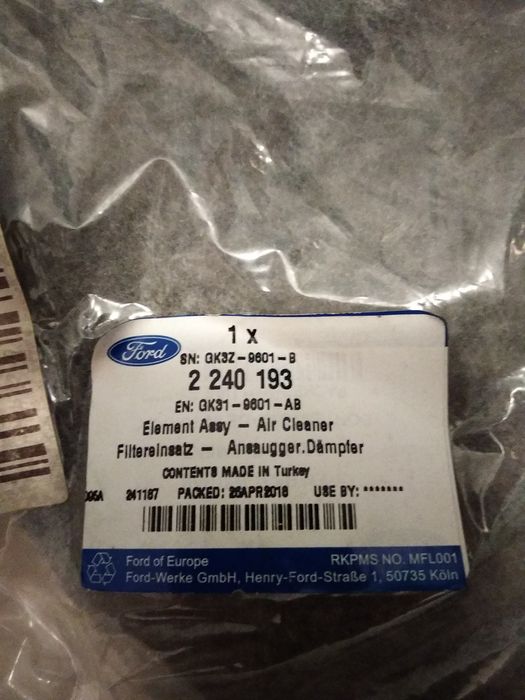 1 x
Ford
SN: GK3Z-9601-B
2 240 193
EN: GK31-9601-AB
Element Assy - Air Cleaner
Filtereinsatz - Ansaugger.Dämpfer
CONTENTS MADE IN Turkey
241187 PACKED: 25APR2018 USE BY: *******
Ford of Europe RKPMS NO. MFL001
Ford-Werke GmbH, Henry-Ford-Straße 1, 50735 Köln